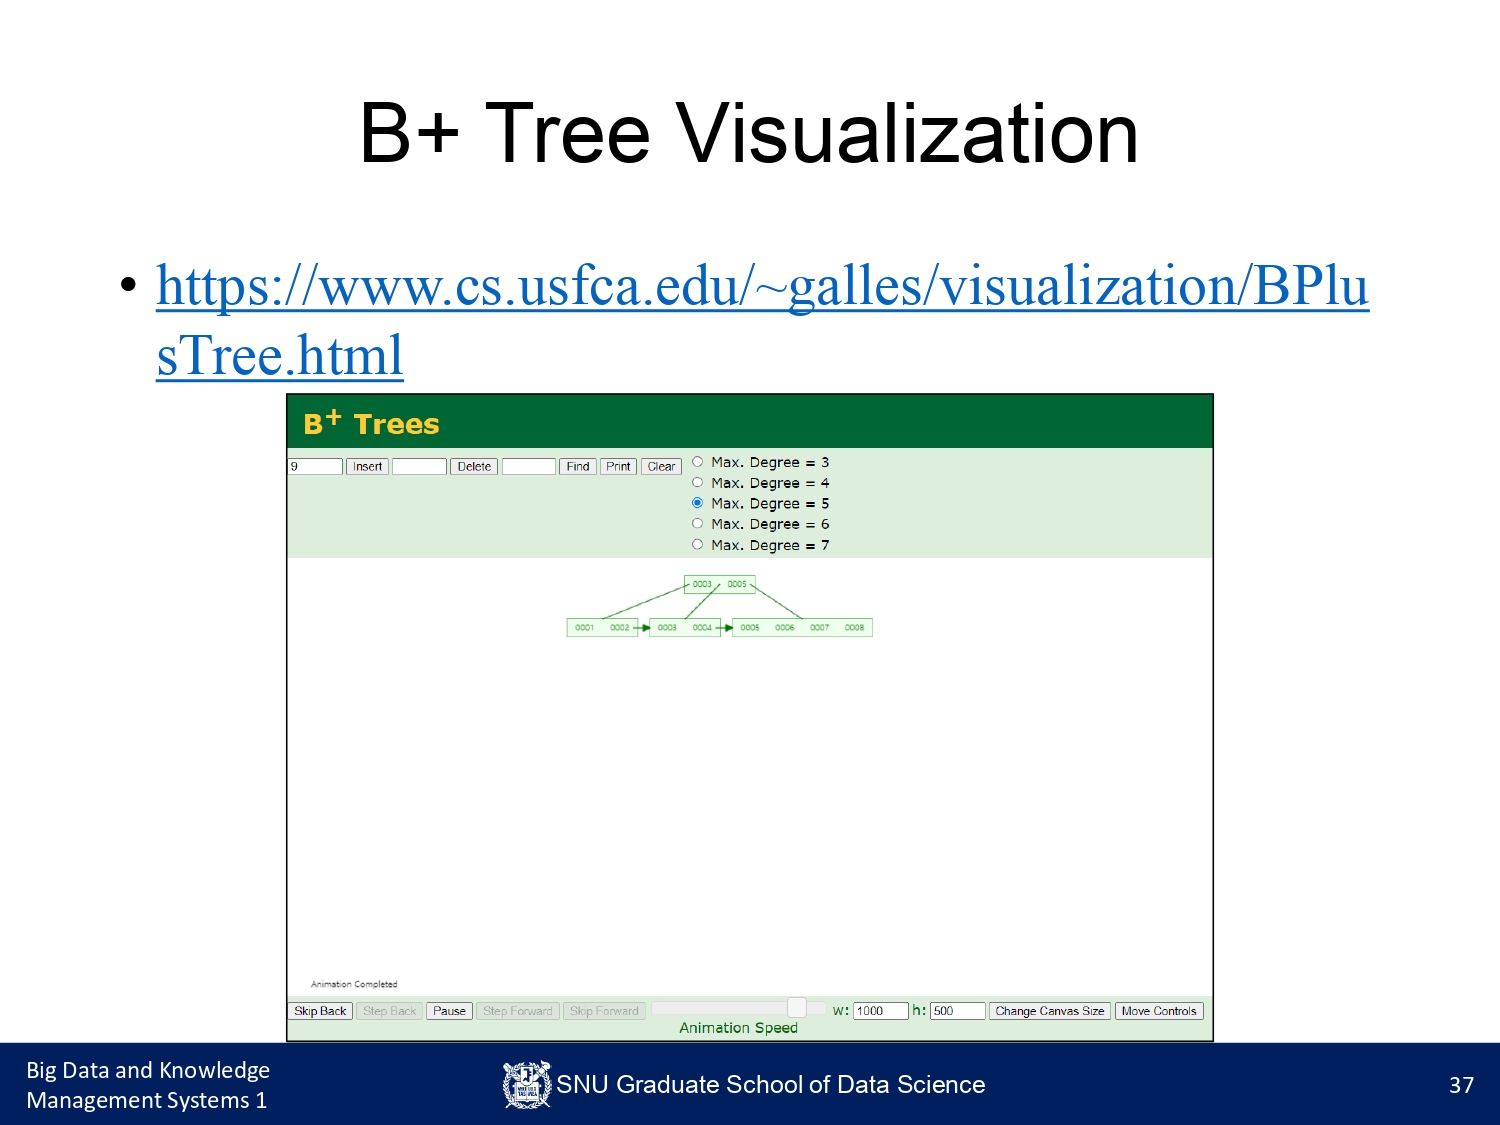 B+ Tree Visualization
• https://www.cs.usfca.edu/~galles/visualization/BPlu
sTree.html
B+ Trees
9 Insert Delete Find Print Clear
Max. Degree = 3
Max. Degree = 4
Max. Degree = 5
Max. Degree = 6
Max. Degree = 7
0003 0005
0001 0002 0003 0004 0005 0006 0007 0008
Animation Completed
Skip Back Step Back Pause Step Forward Skip Forward w: 1000 h: 500 Change Canvas Size Move Controls
Animation Speed
Big Data and Knowledge
Management Systems 1
SNU Graduate School of Data Science
37